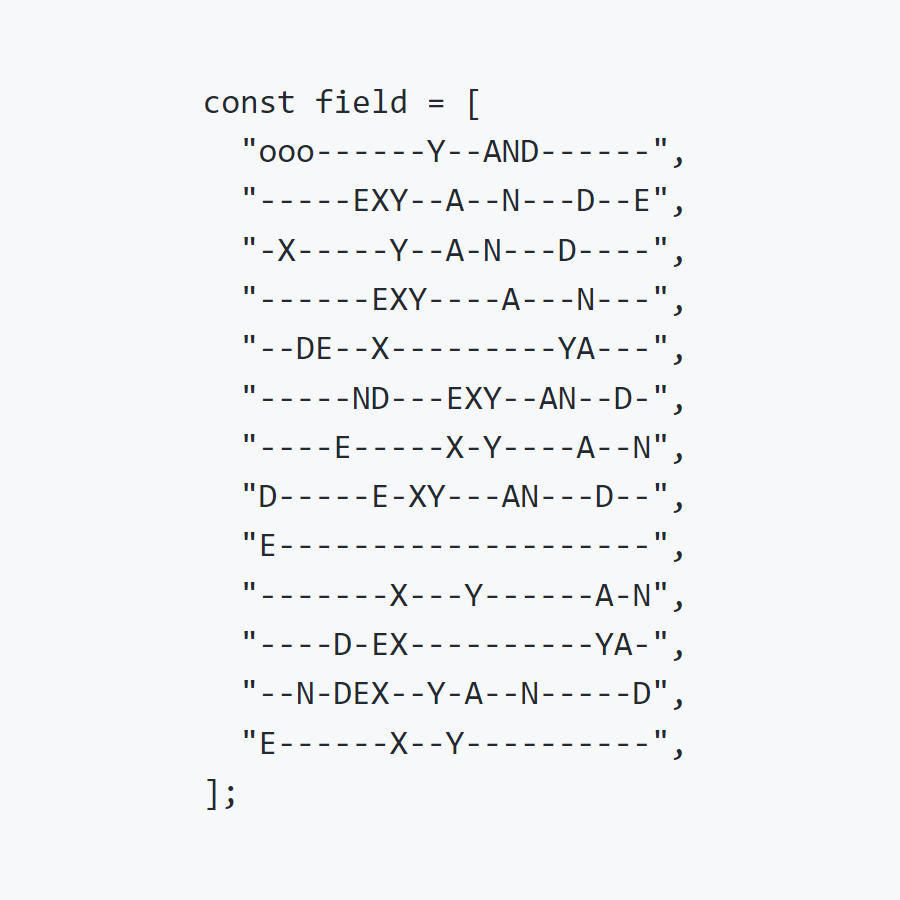 const field = [
  "ooo------Y--AND------",
  "-----EXY--A--N---D--E",
  "-X-----Y--A-N---D----",
  "------EXY----A---N---",
  "--DE--X---------YA---",
  "-----ND---EXY--AN--D-",
  "----E-----X-Y----A--N",
  "D-----E-XY---AN---D--",
  "E--------------------",
  "-------X---Y------A-N",
  "----D-EX----------YA-",
  "--N-DEX--Y-A--N-----D",
  "E------X--Y----------",
];